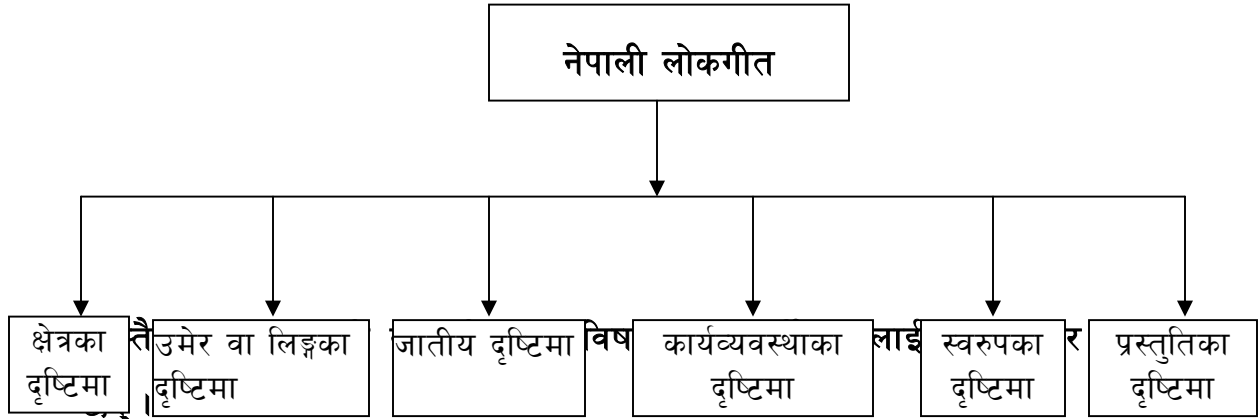 नेपाली लोकगीत
क्षेत्रका
दृष्टिमा
उमेर वा लिङ्गका
दृष्टिमा
जातीय दृष्टिमा
कार्यव्यवस्थाका
दृष्टिमा
स्वरुपका
दृष्टिमा
प्रस्तुतिका
दृष्टिमा